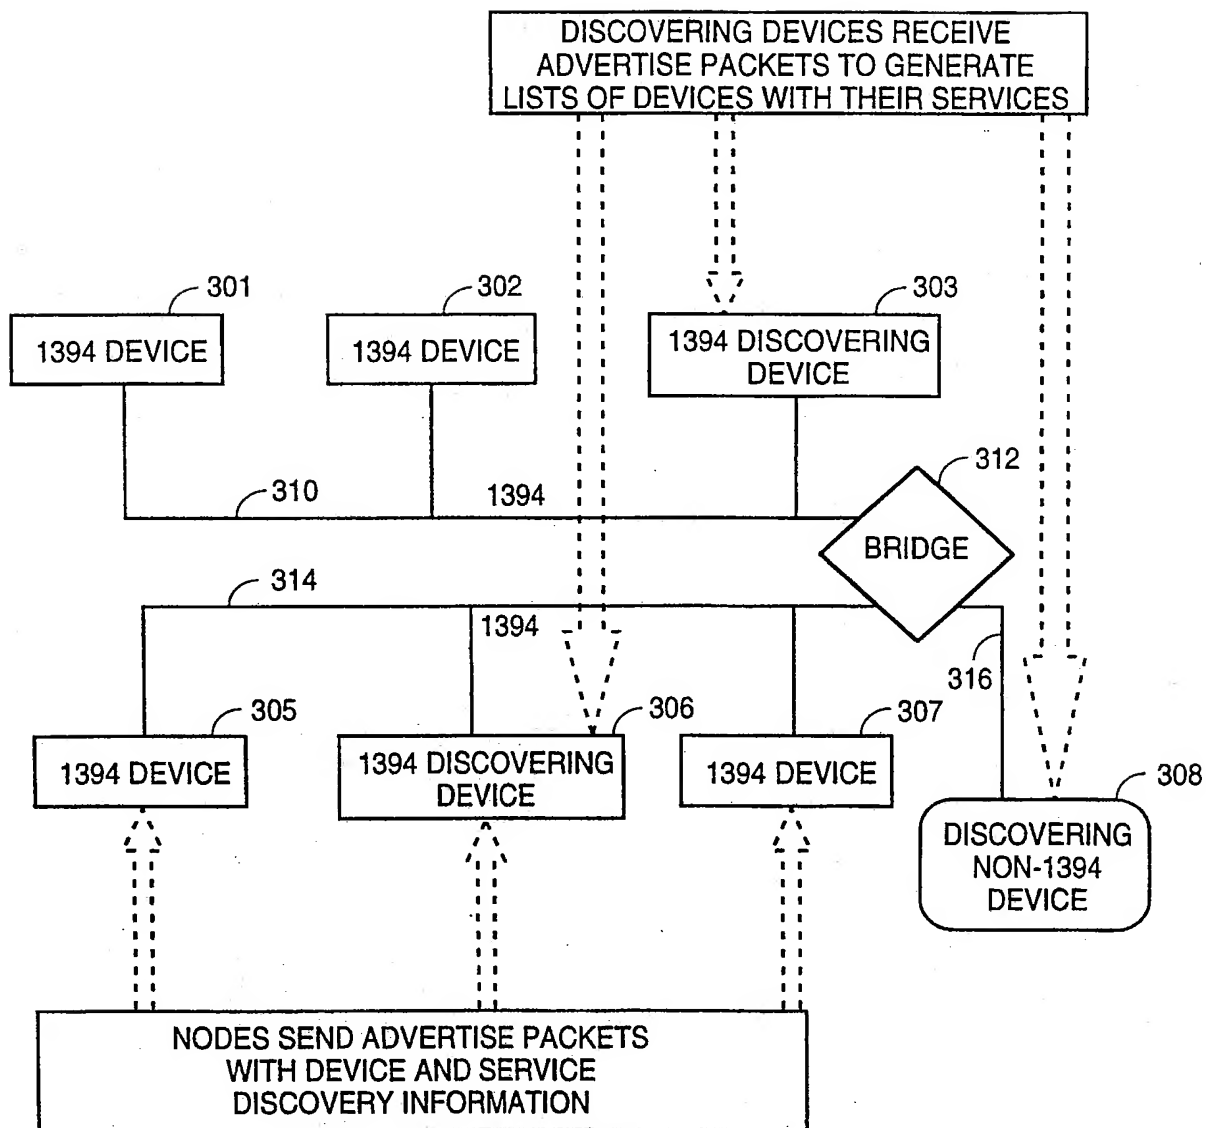 DISCOVERING DEVICES RECEIVE
ADVERTISE PACKETS TO GENERATE
LISTS OF DEVICES WITH THEIR SERVICES
301
302
303
1394 DEVICE
1394 DEVICE
1394 DISCOVERING
DEVICE
312
310
1394
BRIDGE
314
1394
316
305
306
307
1394 DEVICE
1394 DISCOVERING
DEVICE
1394 DEVICE
308
DISCOVERING
NON-1394
DEVICE
NODES SEND ADVERTISE PACKETS
WITH DEVICE AND SERVICE
DISCOVERY INFORMATION